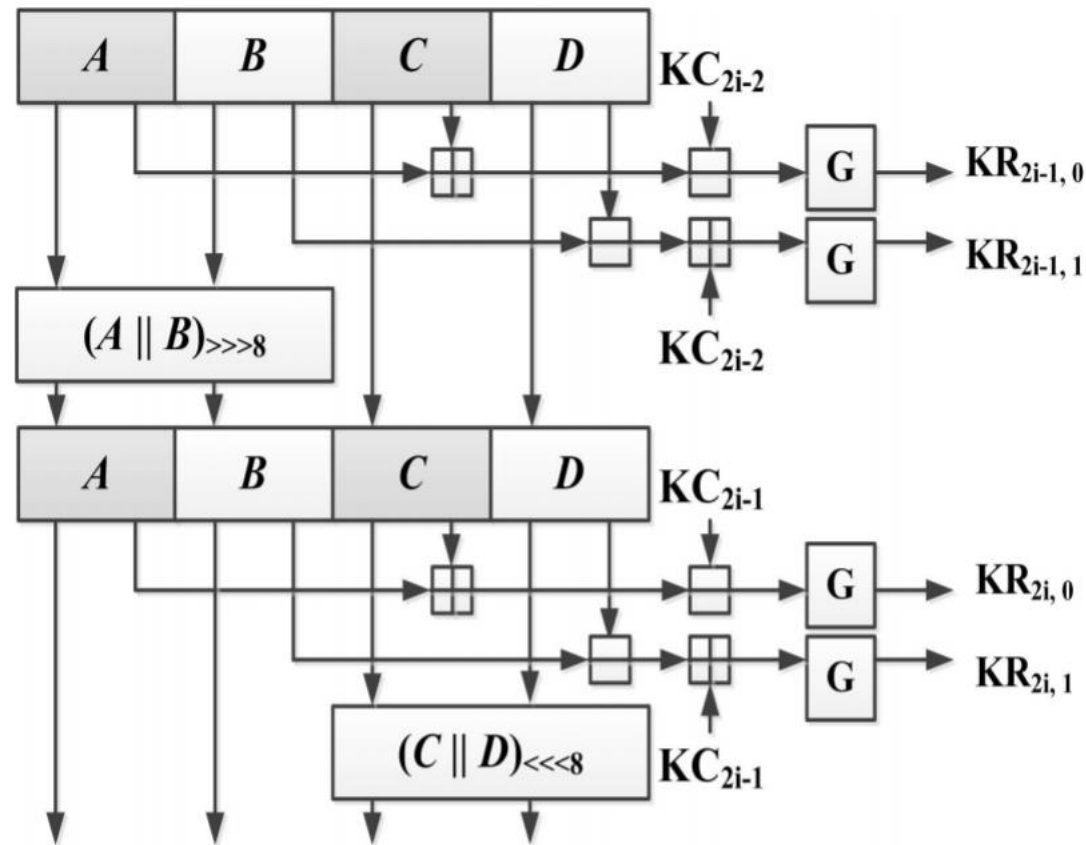 A B C D
KC2i-2
G KR2i-1, 0
G KR2i-1, 1
(A || B)>>>8
KC2i-2
A B C D
KC2i-1
G KR2i, 0
G KR2i, 1
(C || D)<<<8
KC2i-1